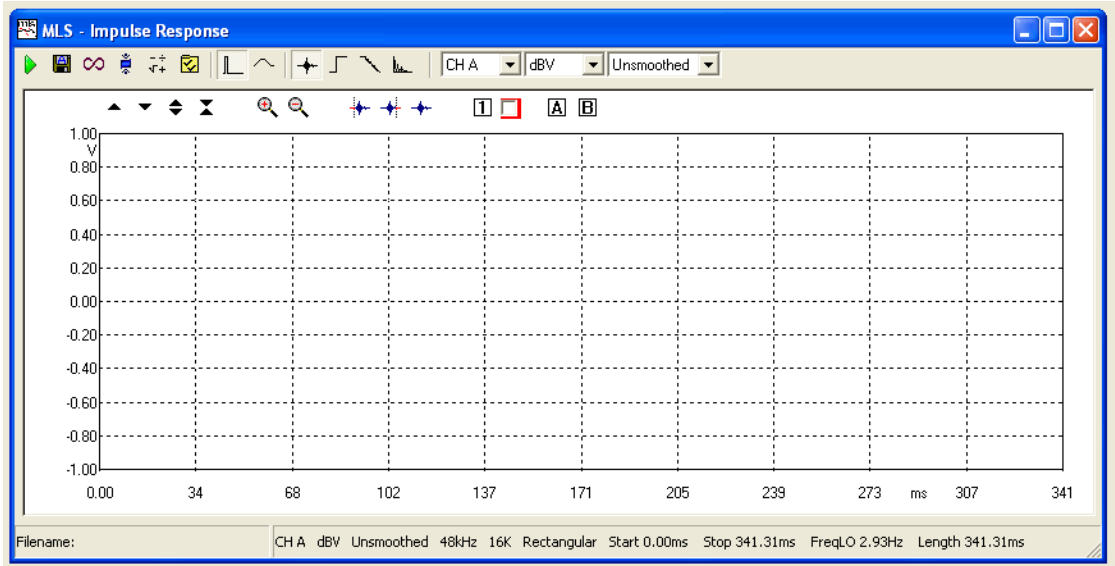 MLS - Impulse Response
CH A dBV Unsmoothed
1 A B
1.00
V
0.80
0.60
0.40
0.20
0.00
-0.20
-0.40
-0.60
-0.80
-1.00
0.00 34 68 102 137 171 205 239 273 ms 307 341
Filename: CH A dBV Unsmoothed 48kHz 16K Rectangular Start 0.00ms Stop 341.31ms FreqLO 2.93Hz Length 341.31ms